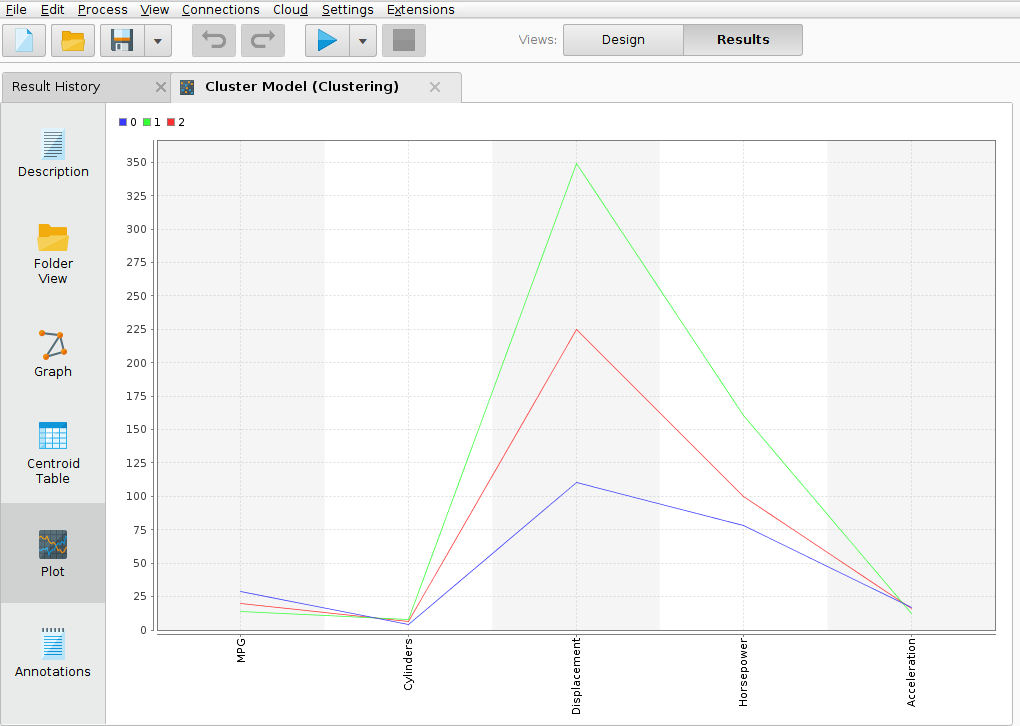 File Edit Process View Connections Cloud Settings Extensions
Views: Design Results
Result History Cluster Model (Clustering)
Description
Folder
View
Graph
Centroid
Table
Plot
Annotations
0 1 2
350
325
300
275
250
225
200
175
150
125
100
75
50
25
0
MPG
Cylinders
Displacement
Horsepower
Acceleration